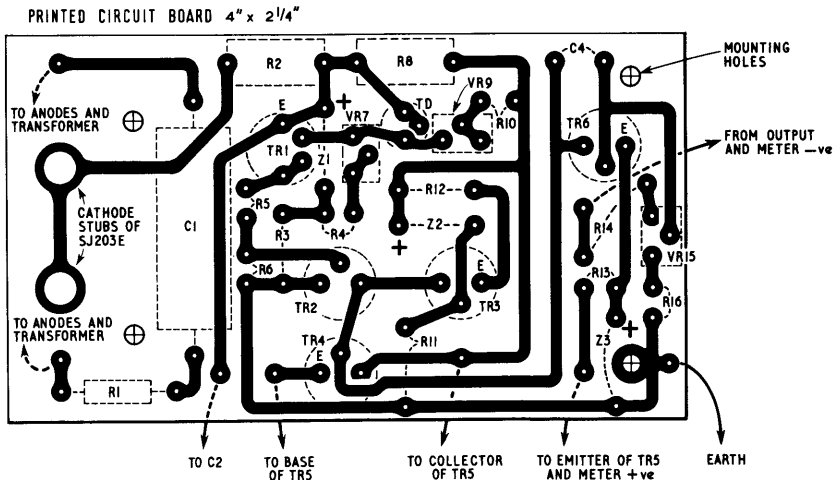 PRINTED CIRCUIT BOARD 4" x 2¼"
R2
R8
C4
MOUNTING
HOLES
VR9
TO ANODES AND
TRANSFORMER
E
+
VR7
TD
R10
TR6
E
TR1
Z1
FROM OUTPUT
AND METER –ve
R12
R5
CATHODE
STUBS OF
SJ203E
C1
R3
R4
Z2
R14
+
VR15
R6
E
R13
TR2
TR3
R16
TO ANODES AND
TRANSFORMER
TR4
R11
+
Z3
E
R1
TO C2
TO BASE
OF TR5
TO COLLECTOR
OF TR5
TO EMITTER OF TR5
AND METER +ve
EARTH